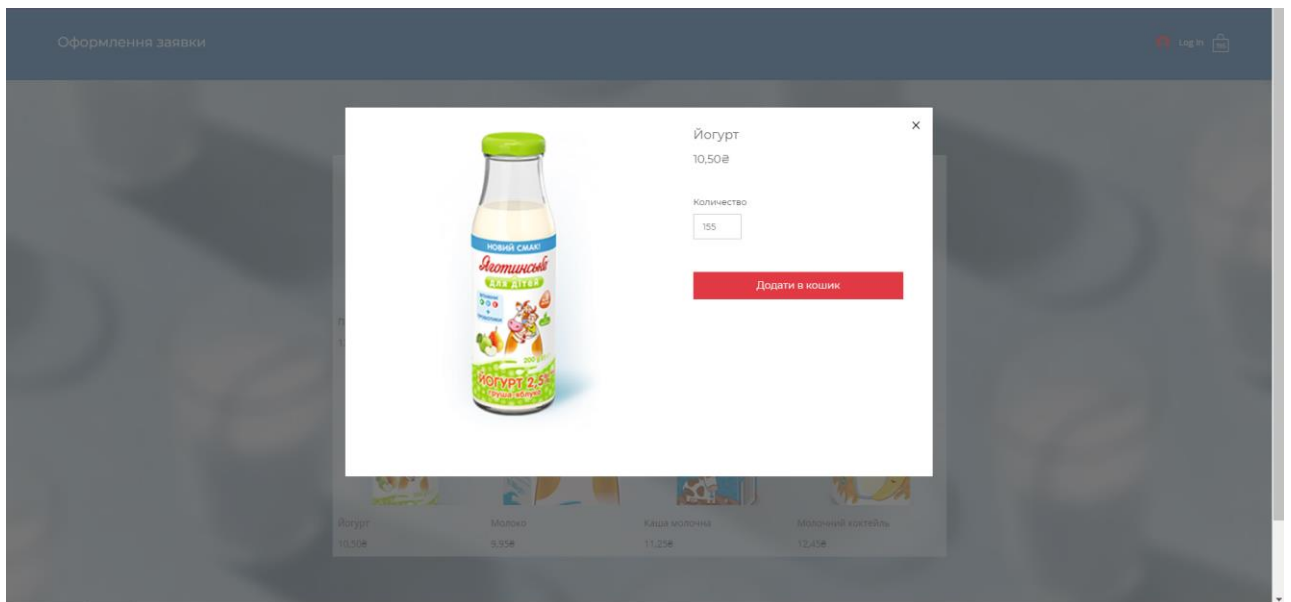 Оформлення заявки
Log In
Йогурт
10,50₴
Количество
155
Додати в кошик
НОВИЙ СМАК!
Яготинське
для дітей
200 г
ЙОГУРТ 2,5%
груша-яблуко
Йогурт
10,50₴
Молоко
9,95₴
Каша молочна
11,25₴
Молочний коктейль
12,45₴